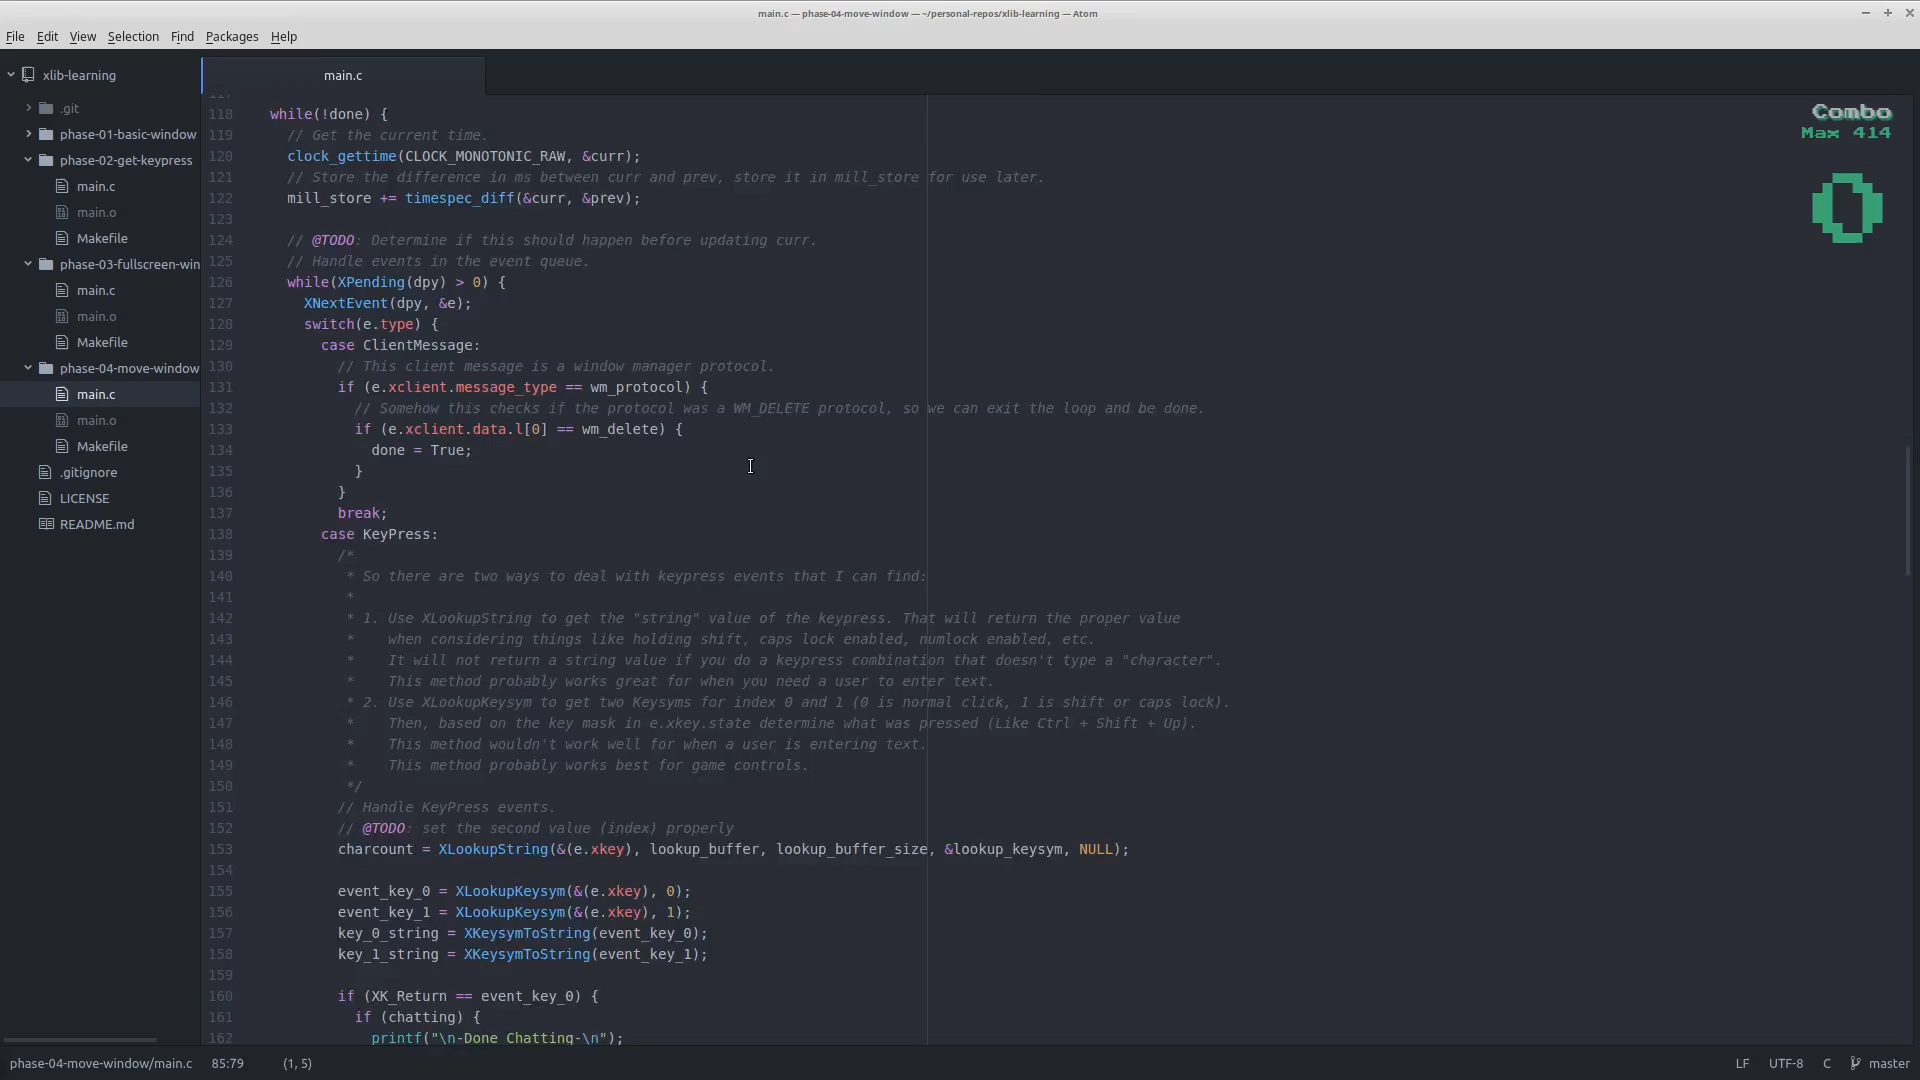 main.c — phase-04-move-window — ~/personal-repos/xlib-learning — Atom
File Edit View Selection Find Packages Help
xlib-learning
.git
phase-01-basic-window
phase-02-get-keypress
main.c
main.o
Makefile
phase-03-fullscreen-win
main.c
main.o
Makefile
phase-04-move-window
main.c
main.o
Makefile
.gitignore
LICENSE
README.md
main.c
Combo
Max 414
0
118 while(!done) {
119 // Get the current time.
120 clock_gettime(CLOCK_MONOTONIC_RAW, &curr);
121 // Store the difference in ms between curr and prev, store it in mill_store for use later.
122 mill_store += timespec_diff(&curr, &prev);
123
124 // @TODO: Determine if this should happen before updating curr.
125 // Handle events in the event queue.
126 while(XPending(dpy) > 0) {
127 XNextEvent(dpy, &e);
128 switch(e.type) {
129 case ClientMessage:
130 // This client message is a window manager protocol.
131 if (e.xclient.message_type == wm_protocol) {
132 // Somehow this checks if the protocol was a WM_DELETE protocol, so we can exit the loop and be done.
133 if (e.xclient.data.l[0] == wm_delete) {
134 done = True;
135 }
136 }
137 break;
138 case KeyPress:
139 /*
140 * So there are two ways to deal with keypress events that I can find:
141 *
142 * 1. Use XLookupString to get the "string" value of the keypress. That will return the proper value
143 * when considering things like holding shift, caps lock enabled, numlock enabled, etc.
144 * It will not return a string value if you do a keypress combination that doesn't type a "character".
145 * This method probably works great for when you need a user to enter text.
146 * 2. Use XLookupKeysym to get two Keysyms for index 0 and 1 (0 is normal click, 1 is shift or caps lock).
147 * Then, based on the key mask in e.xkey.state determine what was pressed (Like Ctrl + Shift + Up).
148 * This method wouldn't work well for when a user is entering text.
149 * This method probably works best for game controls.
150 */
151 // Handle KeyPress events.
152 // @TODO: set the second value (index) properly
153 charcount = XLookupString(&(e.xkey), lookup_buffer, lookup_buffer_size, &lookup_keysym, NULL);
154
155 event_key_0 = XLookupKeysym(&(e.xkey), 0);
156 event_key_1 = XLookupKeysym(&(e.xkey), 1);
157 key_0_string = XKeysymToString(event_key_0);
158 key_1_string = XKeysymToString(event_key_1);
159
160 if (XK_Return == event_key_0) {
161 if (chatting) {
162 printf("\n-Done Chatting-\n");
phase-04-move-window/main.c 85:79 (1, 5) LF UTF-8 C master